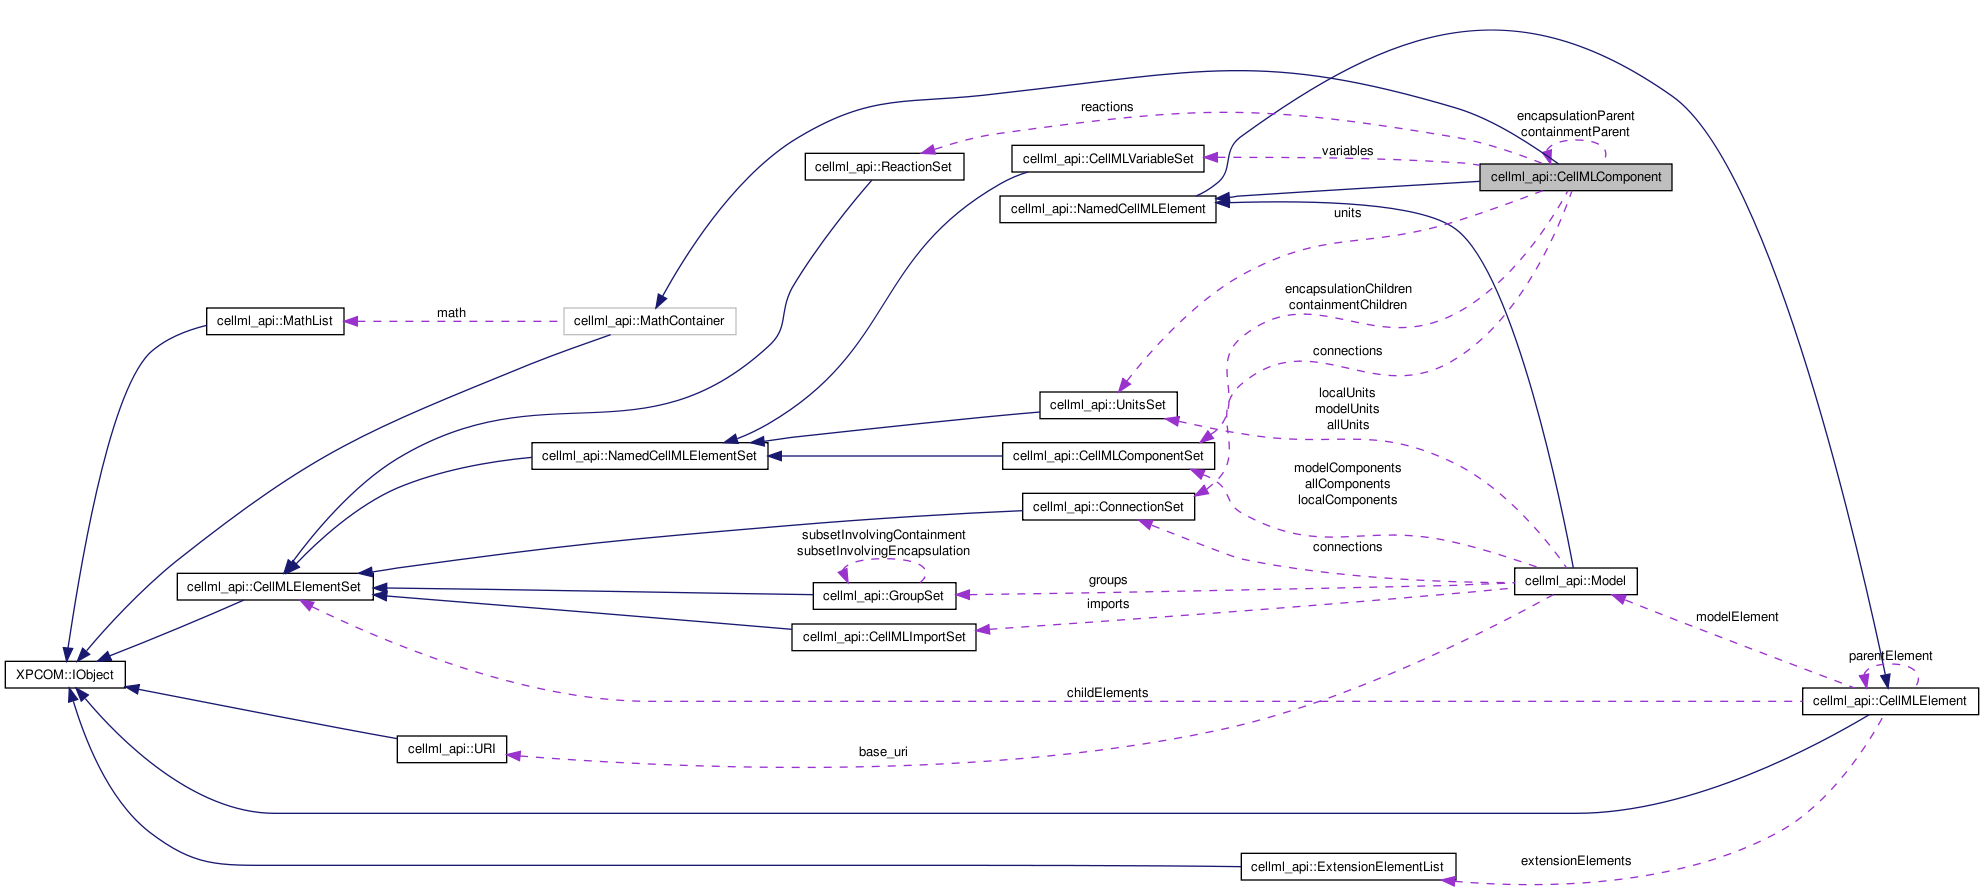 reactions
encapsulationParent
containmentParent
variables
cellml_api::ReactionSet
cellml_api::CellMLVariableSet
cellml_api::CellMLComponent
cellml_api::NamedCellMLElement
units
encapsulationChildren
containmentChildren
math
cellml_api::MathList
cellml_api::MathContainer
connections
localUnits
modelUnits
allUnits
cellml_api::UnitsSet
cellml_api::NamedCellMLElementSet
cellml_api::CellMLComponentSet
modelComponents
allComponents
localComponents
cellml_api::ConnectionSet
subsetInvolvingContainment
subsetInvolvingEncapsulation
connections
cellml_api::CellMLElementSet
cellml_api::GroupSet
groups
cellml_api::Model
imports
modelElement
cellml_api::CellMLImportSet
parentElement
XPCOM::IObject
childElements
cellml_api::CellMLElement
cellml_api::URI
base_uri
cellml_api::ExtensionElementList
extensionElements